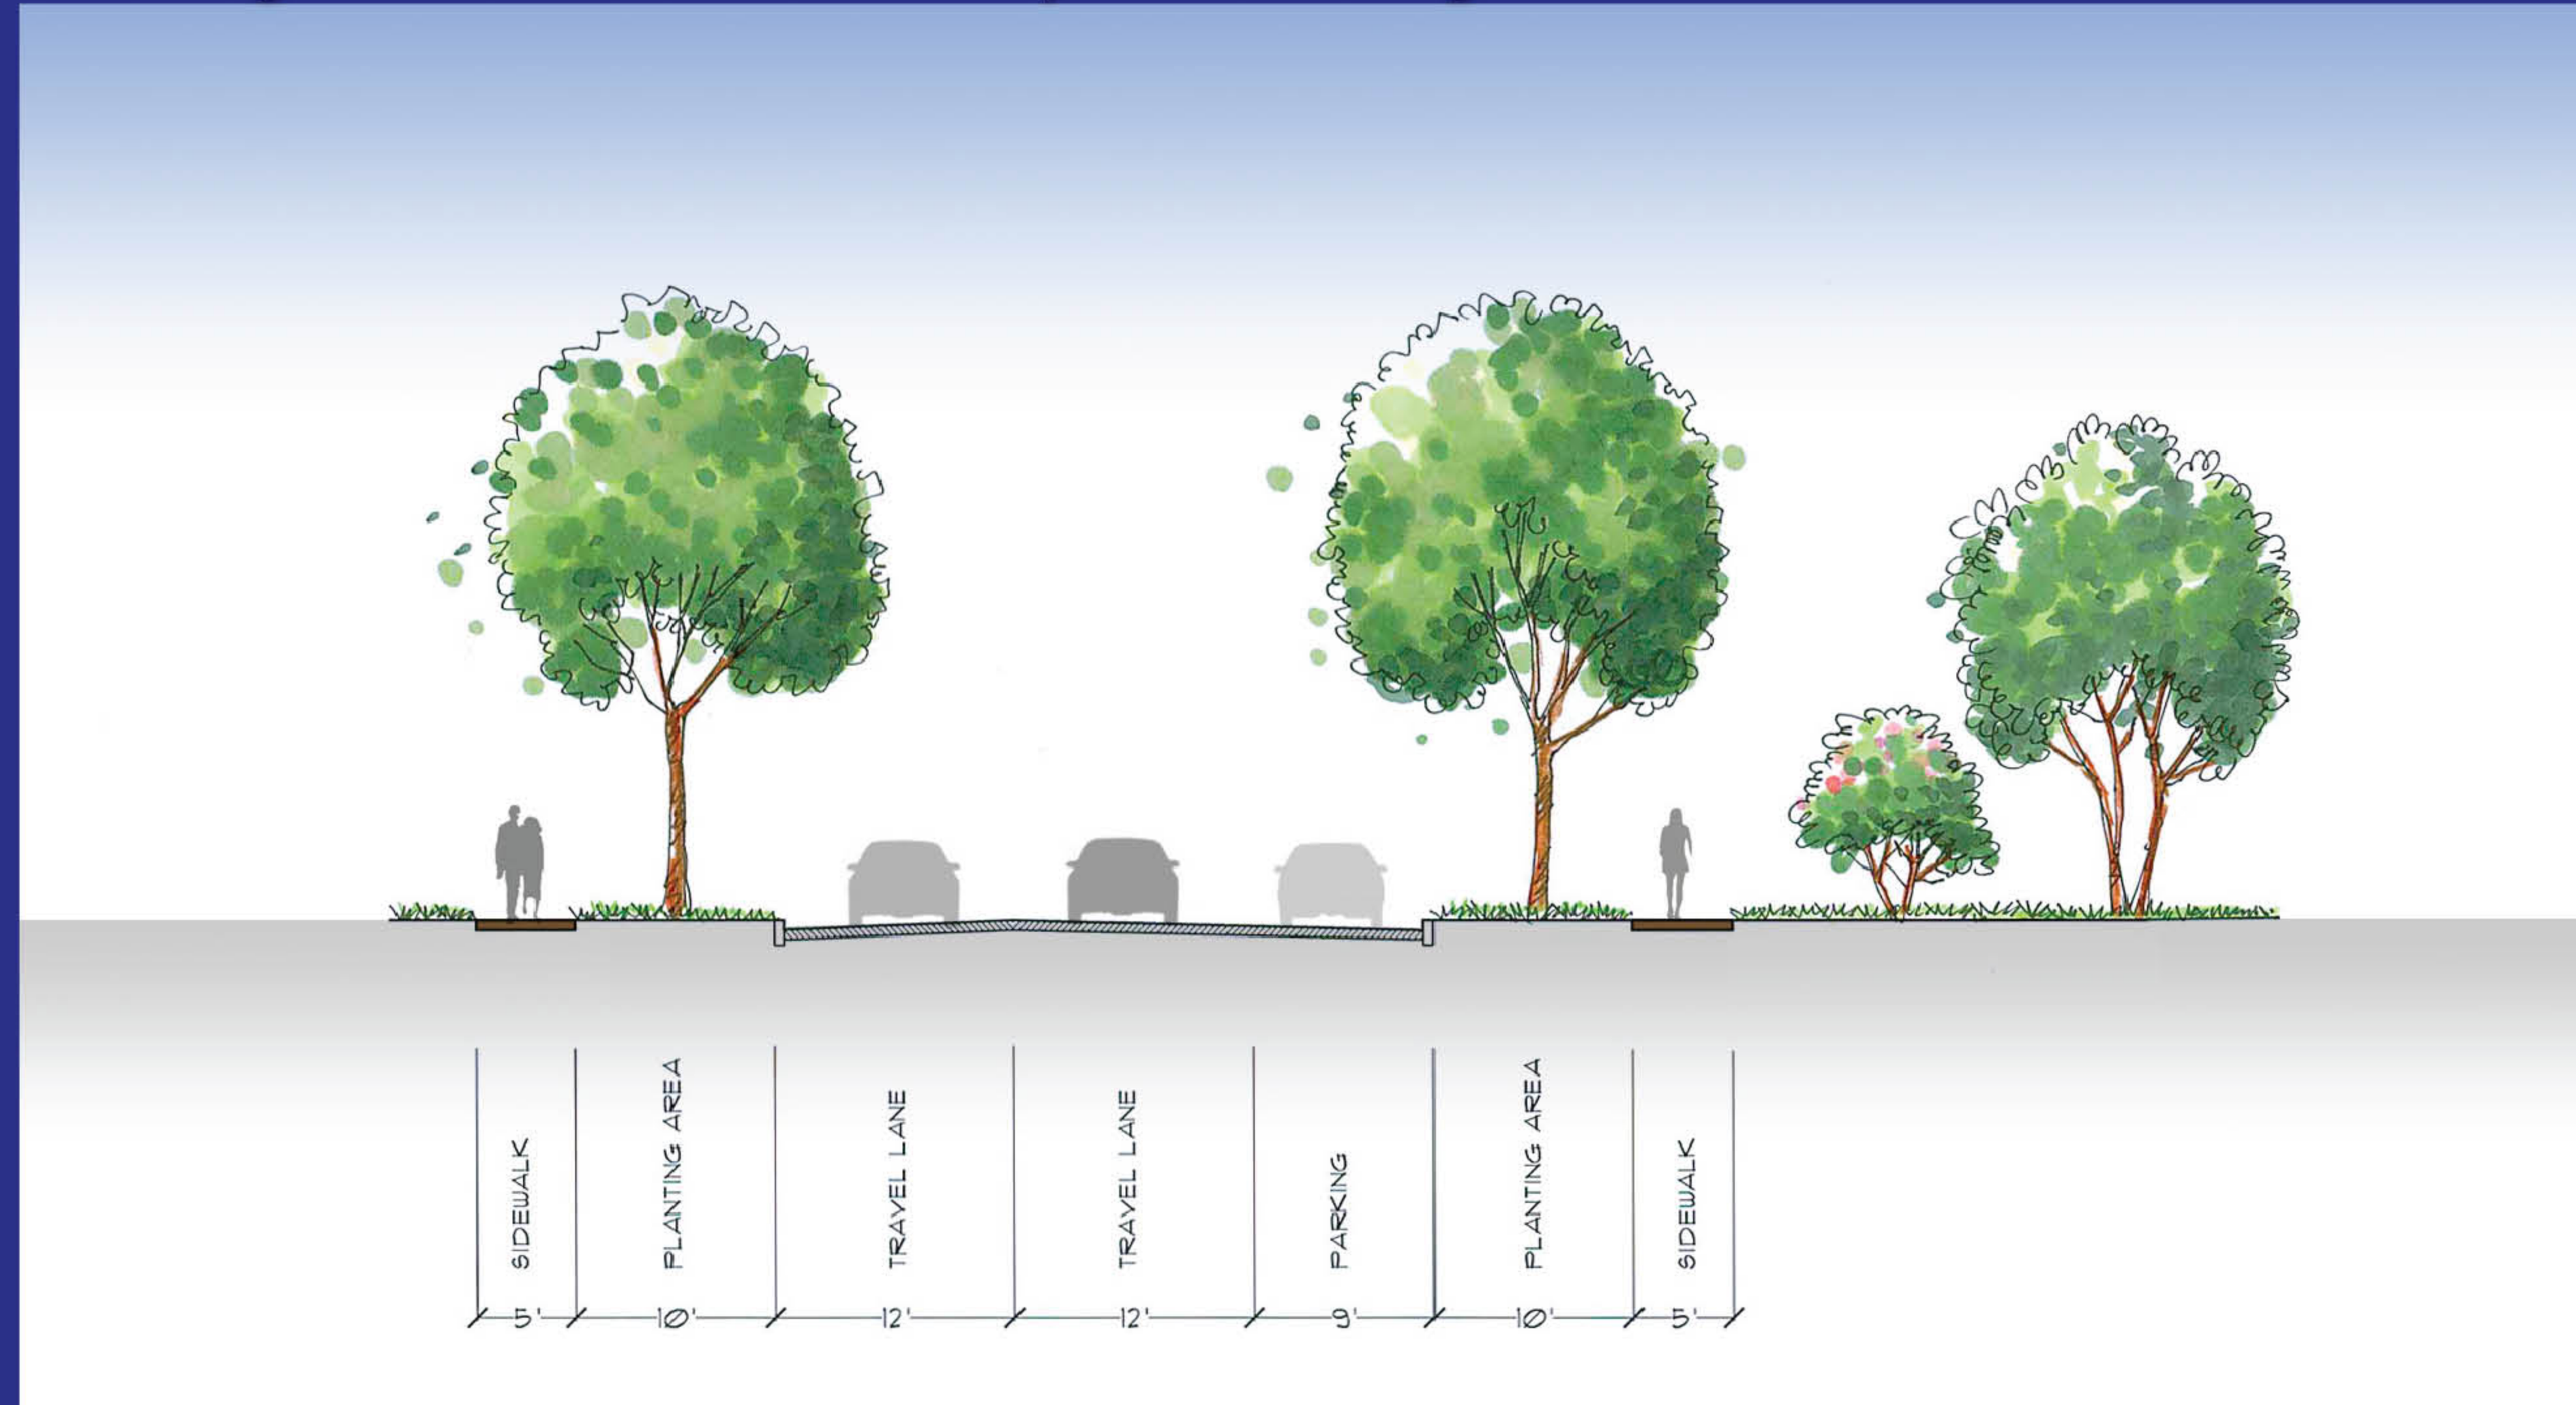 SIDEWALK
PLANTING AREA
TRAVEL LANE
TRAVEL LANE
PARKING
PLANTING AREA
SIDEWALK
5'
10'
12'
12'
9'
10'
5'